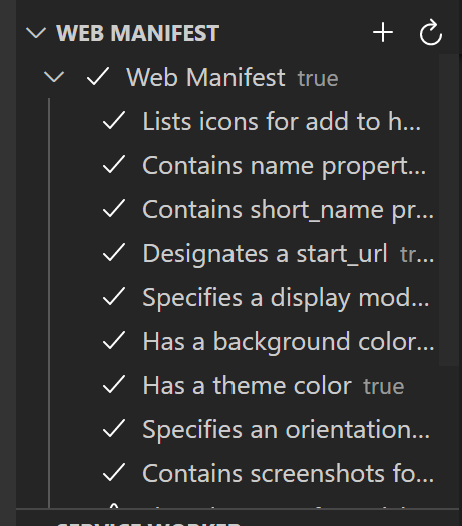 WEB MANIFEST
Web Manifest true
Lists icons for add to h...
Contains name propert...
Contains short_name pr...
Designates a start_url tr...
Specifies a display mod...
Has a background color...
Has a theme color true
Specifies an orientation...
Contains screenshots fo...
SERVICE WORKER